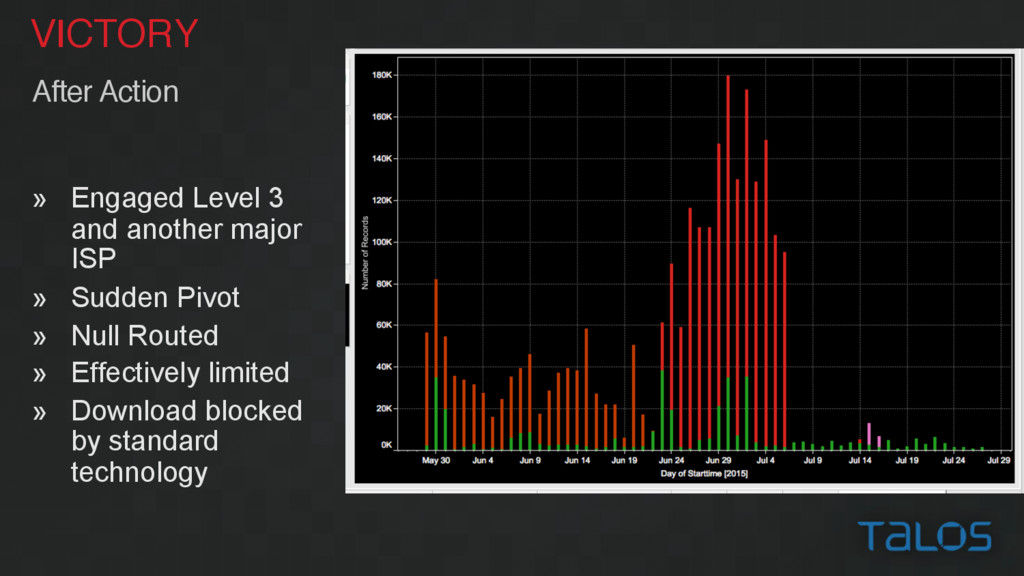 VICTORY
After Action
» Engaged Level 3
and another major
ISP
» Sudden Pivot
» Null Routed
» Effectively limited
» Download blocked
by standard
technology
180K
160K
140K
120K
100K
80K
60K
40K
20K
0K
Number of Records
May 30 Jun 4 Jun 9 Jun 14 Jun 19 Jun 24 Jun 29 Jul 4 Jul 9 Jul 14 Jul 19 Jul 24 Jul 29
Day of Starttime [2015]
TALOS